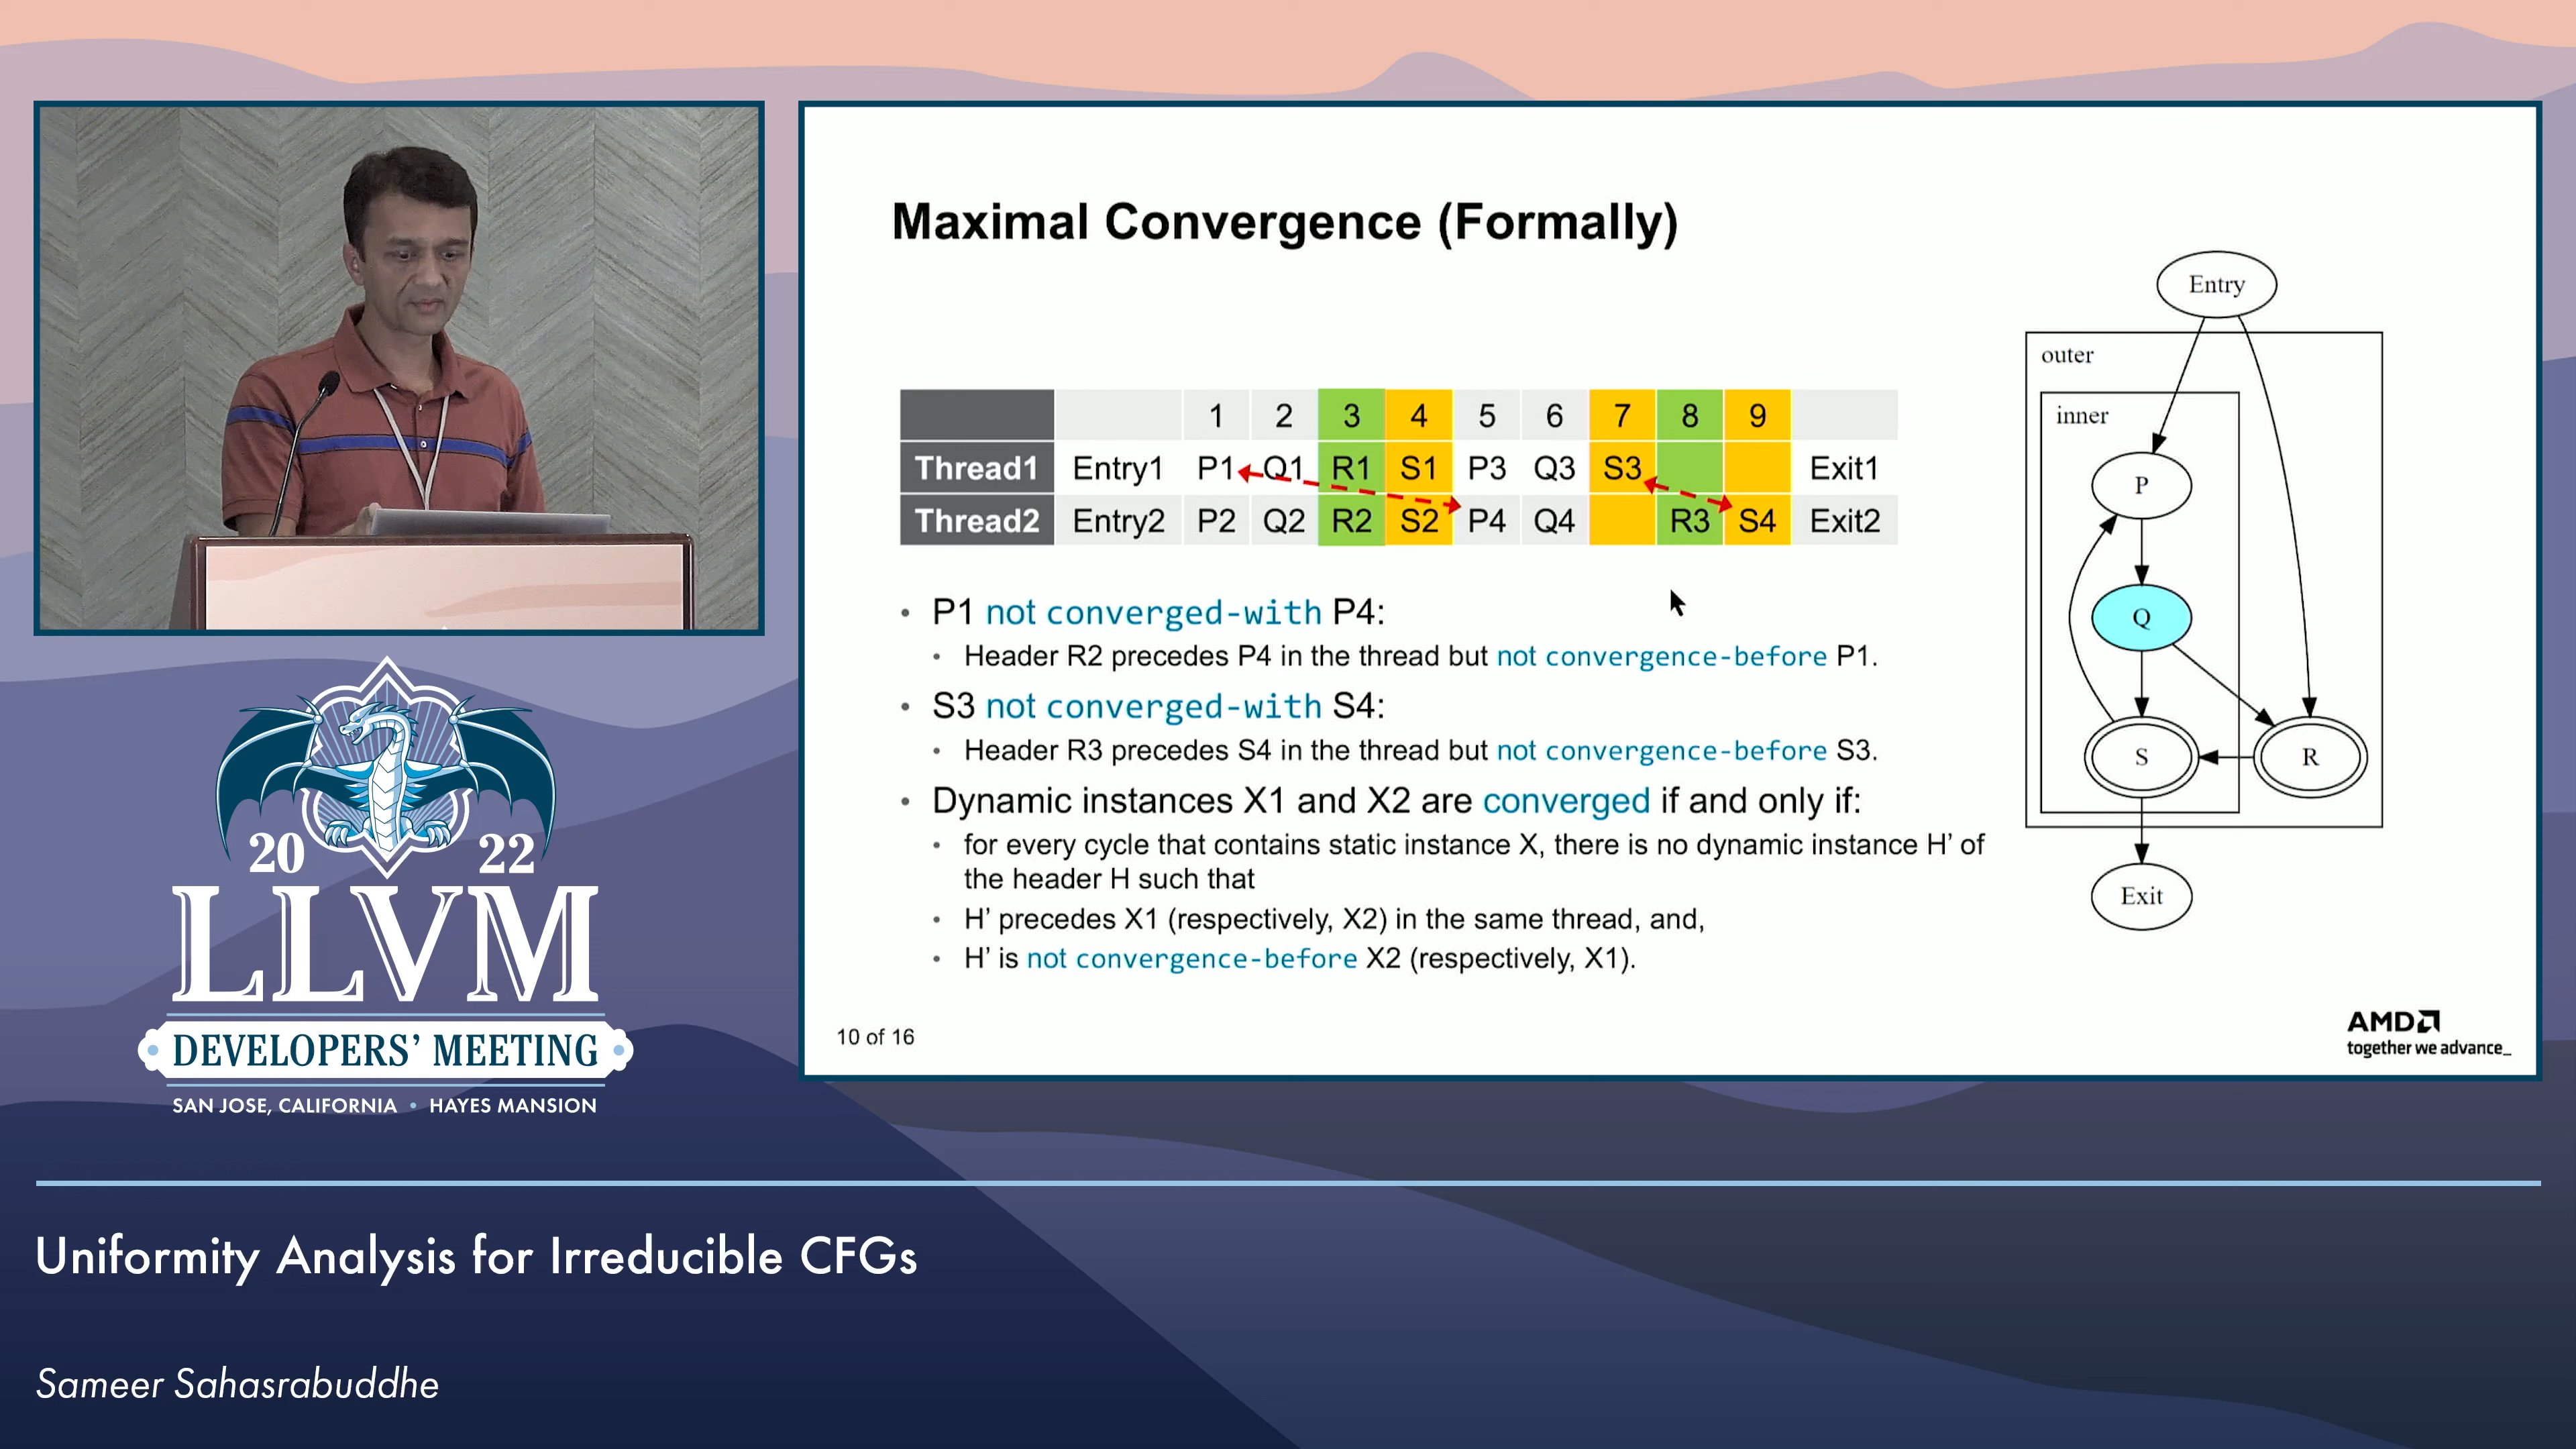 Maximal Convergence (Formally)
1 2 3 4 5 6 7 8 9
Thread1 Entry1 P1 Q1 R1 S1 P3 Q3 S3 Exit1
Thread2 Entry2 P2 Q2 R2 S2 P4 Q4 R3 S4 Exit2
• P1 not converged-with P4:
• Header R2 precedes P4 in the thread but not convergence-before P1.
• S3 not converged-with S4:
• Header R3 precedes S4 in the thread but not convergence-before S3.
• Dynamic instances X1 and X2 are converged if and only if:
• for every cycle that contains static instance X, there is no dynamic instance H’ of
the header H such that
• H’ precedes X1 (respectively, X2) in the same thread, and,
• H’ is not convergence-before X2 (respectively, X1).
Entry
outer
inner
P
Q
S
R
Exit
10 of 16
AMD
together we advance_
20 22
LLVM
DEVELOPERS’ MEETING
SAN JOSE, CALIFORNIA • HAYES MANSION
Uniformity Analysis for Irreducible CFGs
Sameer Sahasrabuddhe